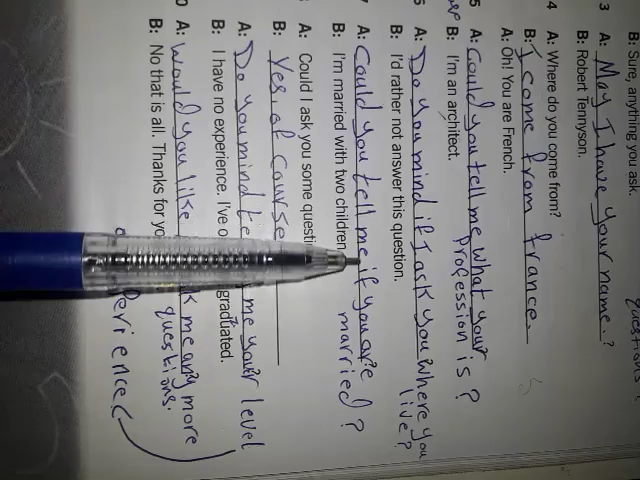 B: Sure, anything you ask.
questions
3 A: May I have your name.?
B: Robert Tennyson.
4 A: Where do you come from?
B: I come from france.
A: Oh! You are French.
5 A: Could you tell me what your
profession is?
B: I'm an architect.
6 A: Do you mind if I ask you where you
live?
B: I'd rather not answer this question.
7 A: Could you tell me if you are
married?
B: I'm married with two children
A: Could I ask you some questi
B: Yes, of course
A: Do you mind te me your level
B: I have no experience. I've graduated.
A: Would you like k me any more
questions.
B: No that is all. Thanks for yo
perience